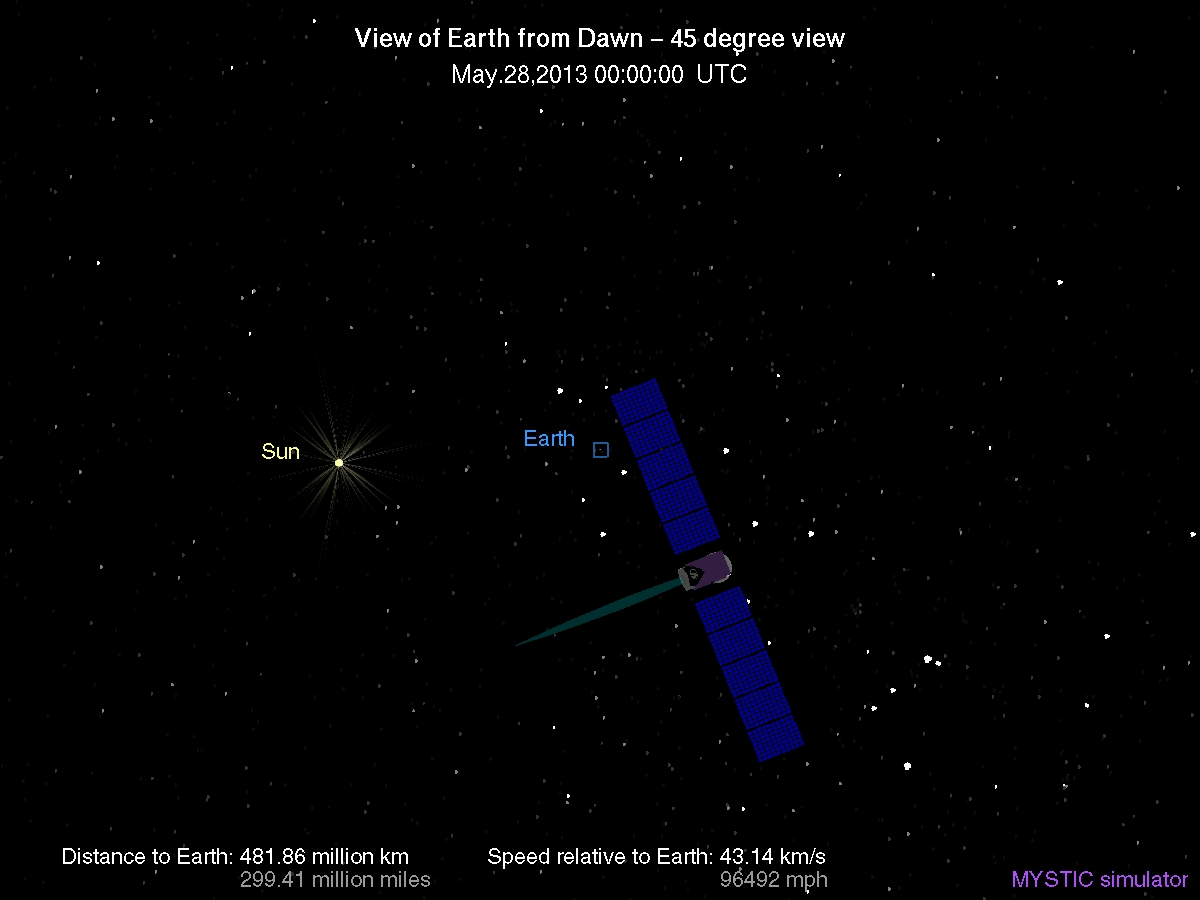 View of Earth from Dawn – 45 degree view
May.28,2013 00:00:00 UTC
Earth
Sun
Distance to Earth: 481.86 million km
299.41 million miles
Speed relative to Earth: 43.14 km/s
96492 mph
MYSTIC simulator